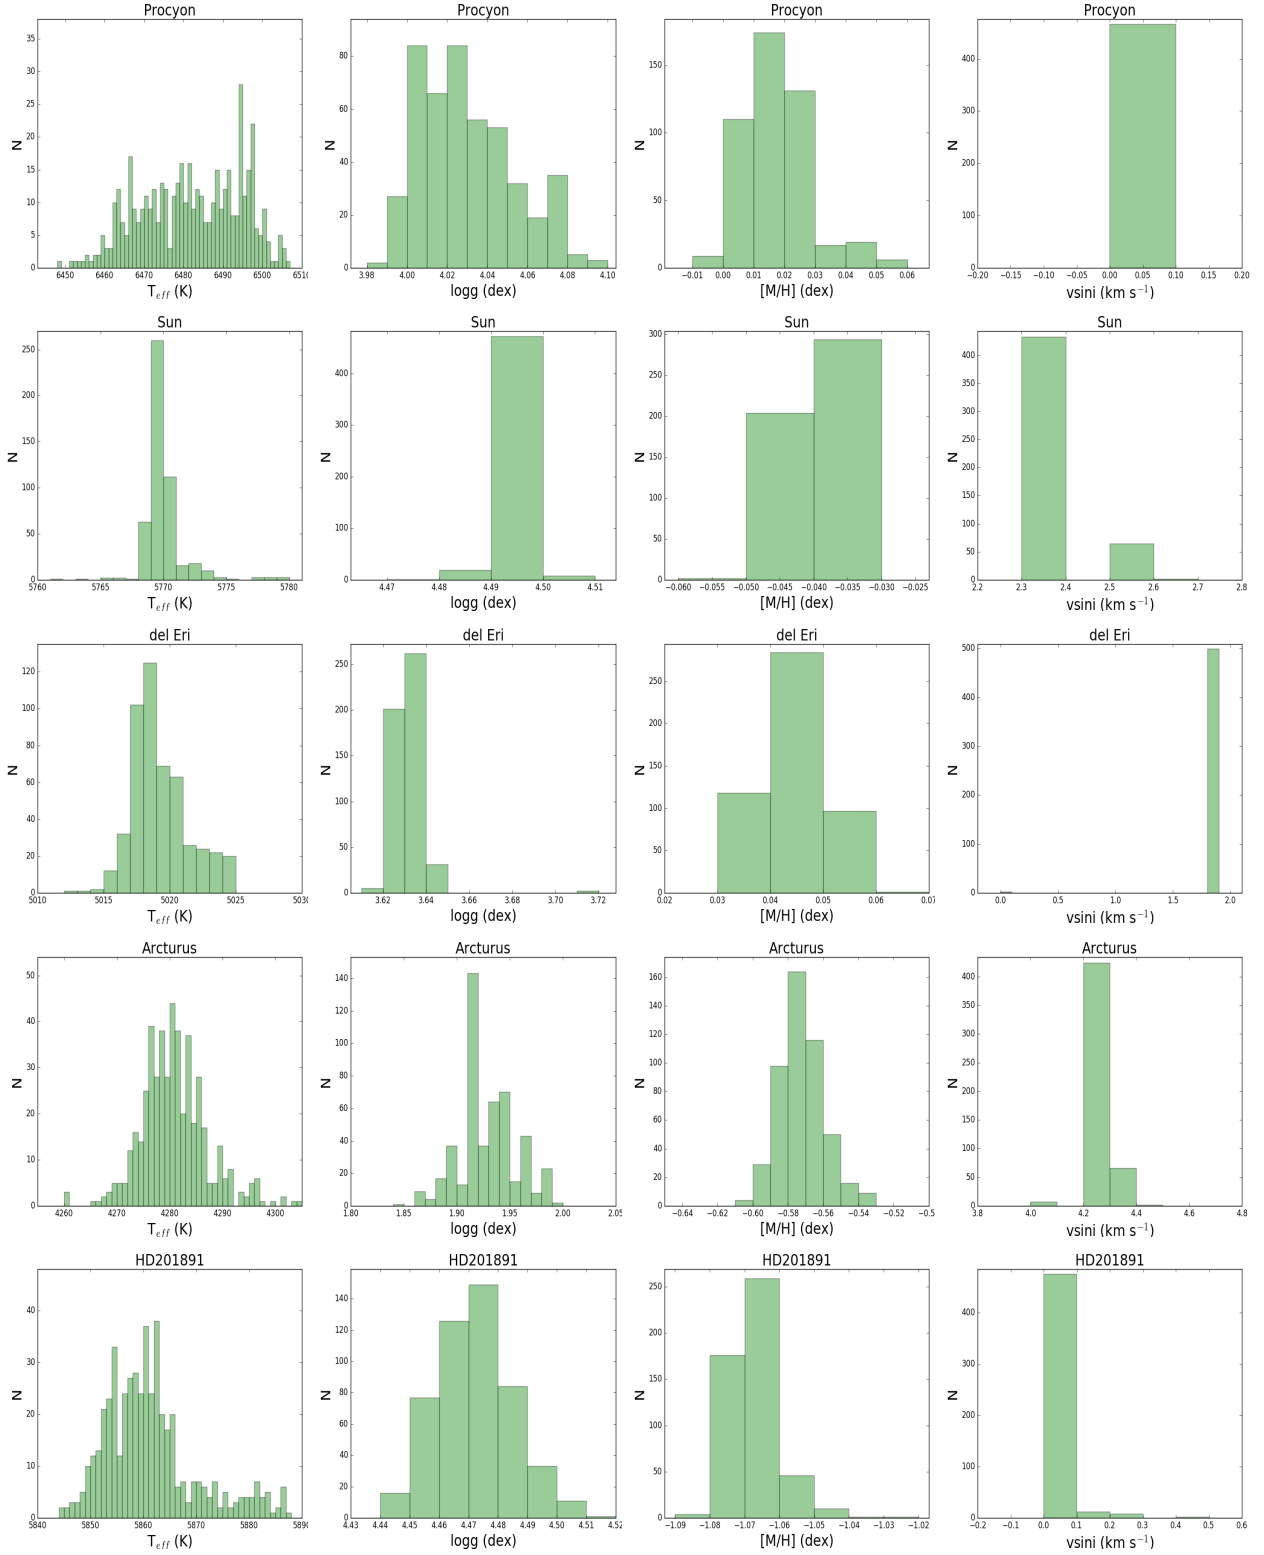 Procyon
35
30
25
20
15
10
5
0
N
6450 6460 6470 6480 6490 6500 6510
T_eff (K)
Procyon
80
60
40
20
0
N
3.98 4.00 4.02 4.04 4.06 4.08 4.10
logg (dex)
Procyon
150
100
50
0
N
−0.01 0.00 0.01 0.02 0.03 0.04 0.05 0.06
[M/H] (dex)
Procyon
400
300
200
100
0
N
−0.20 −0.15 −0.10 −0.05 0.00 0.05 0.10 0.15 0.20
vsini (km s⁻¹)
Sun
250
200
150
100
50
0
N
5760 5765 5770 5775 5780
T_eff (K)
Sun
400
300
200
100
0
N
4.47 4.48 4.49 4.50 4.51
logg (dex)
Sun
300
250
200
150
100
50
0
N
−0.060 −0.055 −0.050 −0.045 −0.040 −0.035 −0.030 −0.025
[M/H] (dex)
Sun
400
350
300
250
200
150
100
50
0
N
2.2 2.3 2.4 2.5 2.6 2.7 2.8
vsini (km s⁻¹)
del Eri
120
100
80
60
40
20
0
N
5010 5015 5020 5025 503
T_eff (K)
del Eri
250
200
150
100
50
0
N
3.62 3.64 3.66 3.68 3.70 3.72
logg (dex)
del Eri
250
200
150
100
50
0
N
0.02 0.03 0.04 0.05 0.06 0.07
[M/H] (dex)
del Eri
500
400
300
200
100
0
N
0.0 0.5 1.0 1.5 2.0
vsini (km s⁻¹)
Arcturus
50
40
30
20
10
0
N
4260 4270 4280 4290 4300
T_eff (K)
Arcturus
140
120
100
80
60
40
20
0
N
1.80 1.85 1.90 1.95 2.00 2.05
logg (dex)
Arcturus
160
140
120
100
80
60
40
20
0
N
−0.64 −0.62 −0.60 −0.58 −0.56 −0.54 −0.52 −0.5
[M/H] (dex)
Arcturus
400
350
300
250
200
150
100
50
0
N
3.8 4.0 4.2 4.4 4.6 4.8
vsini (km s⁻¹)
HD201891
40
30
20
10
0
N
5840 5850 5860 5870 5880 589
T_eff (K)
HD201891
140
120
100
80
60
40
20
0
N
4.43 4.44 4.45 4.46 4.47 4.48 4.49 4.50 4.51 4.52
logg (dex)
HD201891
250
200
150
100
50
0
N
−1.09 −1.08 −1.07 −1.06 −1.05 −1.04 −1.03 −1.02
[M/H] (dex)
HD201891
400
300
200
100
0
N
−0.2 −0.1 0.0 0.1 0.2 0.3 0.4 0.5 0.6
vsini (km s⁻¹)